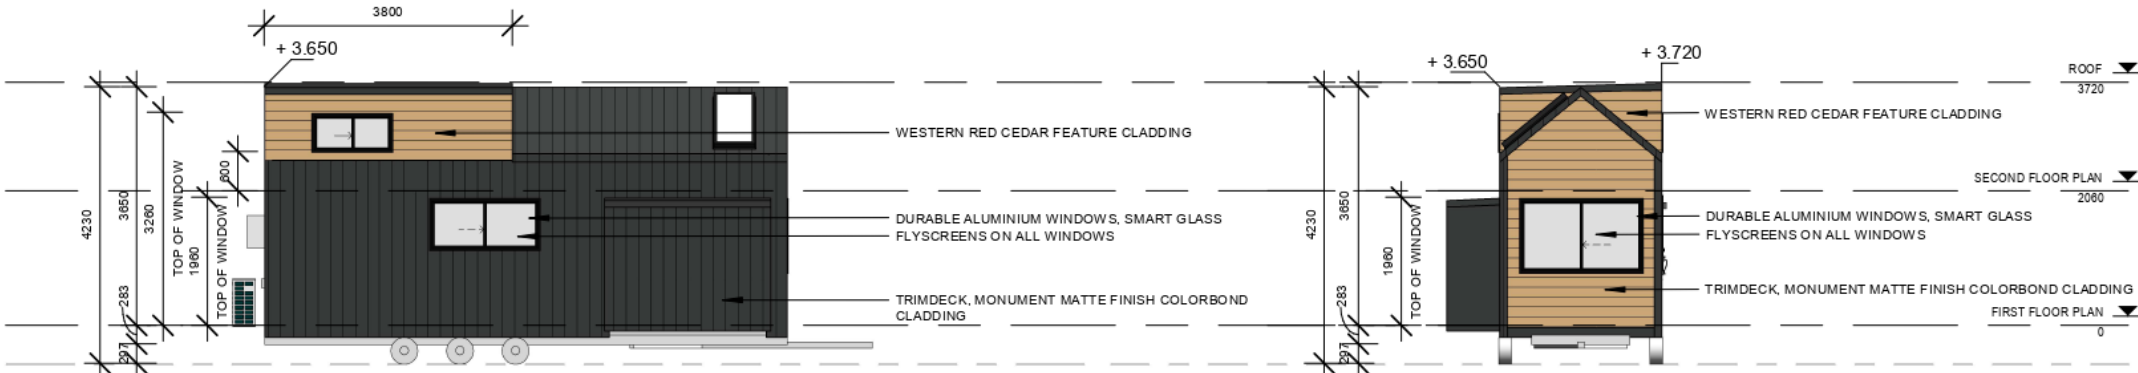 3800
+ 3.650
4230
3650
3260
TOP OF WINDOW
600
1960
TOP OF WINDOW
283
297
WESTERN RED CEDAR FEATURE CLADDING
DURABLE ALUMINIUM WINDOWS, SMART GLASS
FLYSCREENS ON ALL WINDOWS
TRIMDECK, MONUMENT MATTE FINISH COLORBOND
CLADDING
+ 3.650
+ 3.720
4230
3650
1960
TOP OF WINDOW
283
297
WESTERN RED CEDAR FEATURE CLADDING
DURABLE ALUMINIUM WINDOWS, SMART GLASS
FLYSCREENS ON ALL WINDOWS
TRIMDECK, MONUMENT MATTE FINISH COLORBOND CLADDING
ROOF
3720
SECOND FLOOR PLAN
2060
FIRST FLOOR PLAN
0